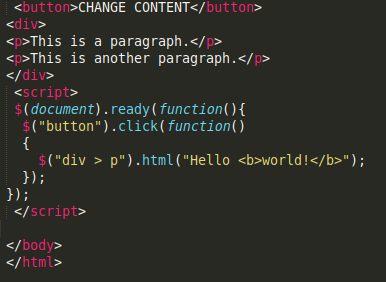 <button>CHANGE CONTENT</button>
<div>
<p>This is a paragraph.</p>
<p>This is another paragraph.</p>
</div>
<script>
$(document).ready(function(){
$("button").click(function()
{
$("div > p").html("Hello <b>world!</b>");
});
});
</script>
</body>
</html>